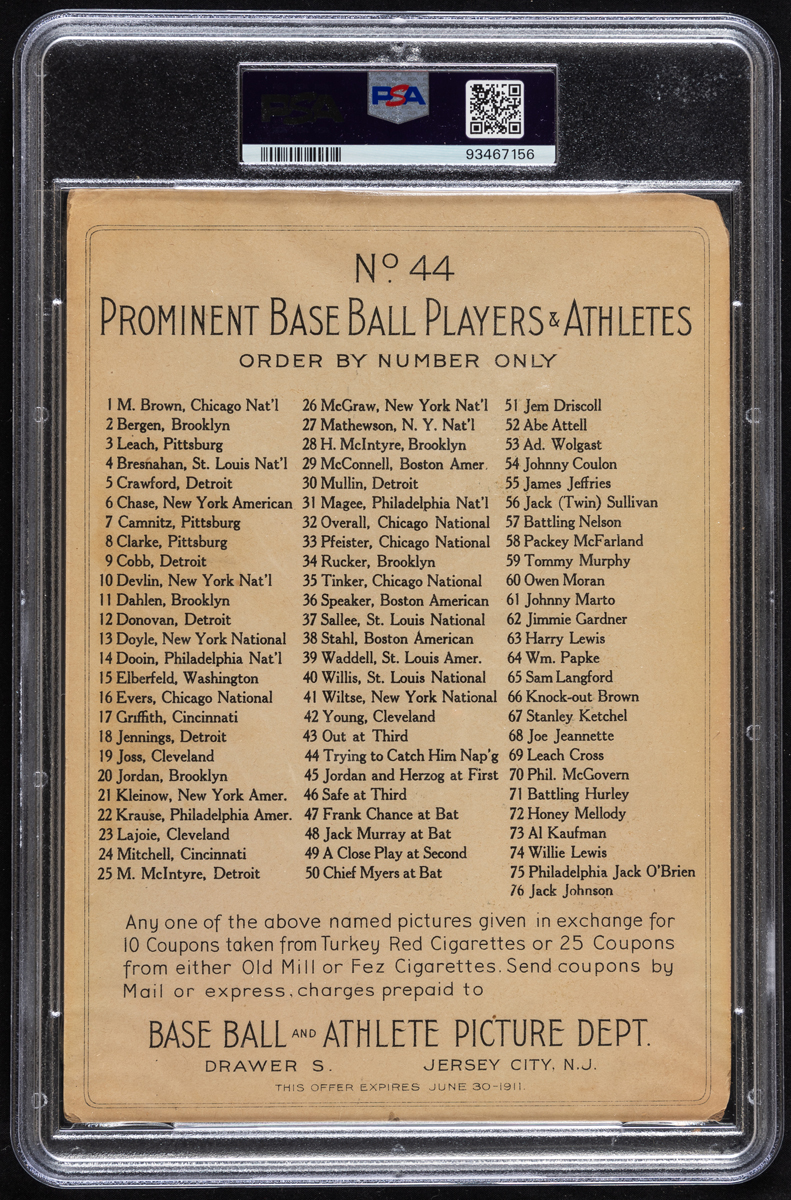 PSA
93467156
Nº 44
PROMINENT BASE BALL PLAYERS & ATHLETES
ORDER BY NUMBER ONLY
1 M. Brown, Chicago Nat'l
2 Bergen, Brooklyn
3 Leach, Pittsburg
4 Bresnahan, St. Louis Nat'l
5 Crawford, Detroit
6 Chase, New York American
7 Camnitz, Pittsburg
8 Clarke, Pittsburg
9 Cobb, Detroit
10 Devlin, New York Nat'l
11 Dahlen, Brooklyn
12 Donovan, Detroit
13 Doyle, New York National
14 Dooin, Philadelphia Nat'l
15 Elberfeld, Washington
16 Evers, Chicago National
17 Griffith, Cincinnati
18 Jennings, Detroit
19 Joss, Cleveland
20 Jordan, Brooklyn
21 Kleinow, New York Amer.
22 Krause, Philadelphia Amer.
23 Lajoie, Cleveland
24 Mitchell, Cincinnati
25 M. McIntyre, Detroit
26 McGraw, New York Nat'l
27 Mathewson, N. Y. Nat'l
28 H. McIntyre, Brooklyn
29 McConnell, Boston Amer.
30 Mullin, Detroit
31 Magee, Philadelphia Nat'l
32 Overall, Chicago National
33 Pfeister, Chicago National
34 Rucker, Brooklyn
35 Tinker, Chicago National
36 Speaker, Boston American
37 Sallee, St. Louis National
38 Stahl, Boston American
39 Waddell, St. Louis Amer.
40 Willis, St. Louis National
41 Wiltse, New York National
42 Young, Cleveland
43 Out at Third
44 Trying to Catch Him Nap'g
45 Jordan and Herzog at First
46 Safe at Third
47 Frank Chance at Bat
48 Jack Murray at Bat
49 A Close Play at Second
50 Chief Myers at Bat
51 Jem Driscoll
52 Abe Attell
53 Ad. Wolgast
54 Johnny Coulon
55 James Jeffries
56 Jack (Twin) Sullivan
57 Battling Nelson
58 Packey McFarland
59 Tommy Murphy
60 Owen Moran
61 Johnny Marto
62 Jimmie Gardner
63 Harry Lewis
64 Wm. Papke
65 Sam Langford
66 Knock-out Brown
67 Stanley Ketchel
68 Joe Jeannette
69 Leach Cross
70 Phil. McGovern
71 Battling Hurley
72 Honey Mellody
73 Al Kaufman
74 Willie Lewis
75 Philadelphia Jack O'Brien
76 Jack Johnson
Any one of the above named pictures given in exchange for
10 Coupons taken from Turkey Red Cigarettes or 25 Coupons
from either Old Mill or Fez Cigarettes. Send coupons by
Mail or express, charges prepaid to
BASE BALL AND ATHLETE PICTURE DEPT.
DRAWER S. JERSEY CITY, N.J.
THIS OFFER EXPIRES JUNE 30-1911.